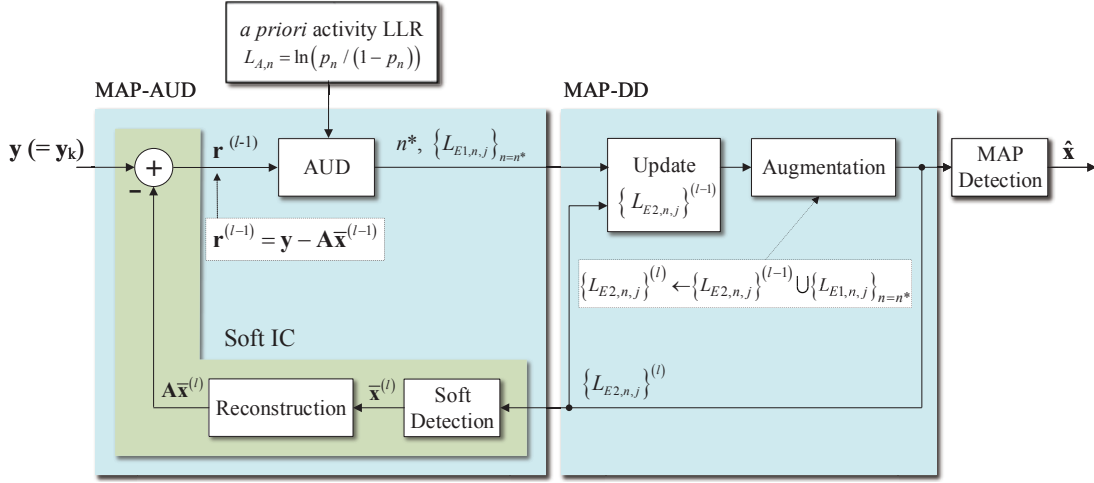 a priori activity LLR
L_{A,n} = ln(p_n / (1 − p_n))
MAP-AUD
MAP-DD
y (= y_k)
+
−
r^{(l-1)}
AUD
n*, {L_{E1,n,j}}_{n=n*}
Update
{L_{E2,n,j}}^{(l−1)}
Augmentation
MAP
Detection
x̂
r^{(l−1)} = y − Ax̄^{(l−1)}
{L_{E2,n,j}}^{(l)} ← {L_{E2,n,j}}^{(l−1)} ⋃ {L_{E1,n,j}}_{n=n*}
Soft IC
Ax̄^{(l)}
Reconstruction
x̄^{(l)}
Soft
Detection
{L_{E2,n,j}}^{(l)}